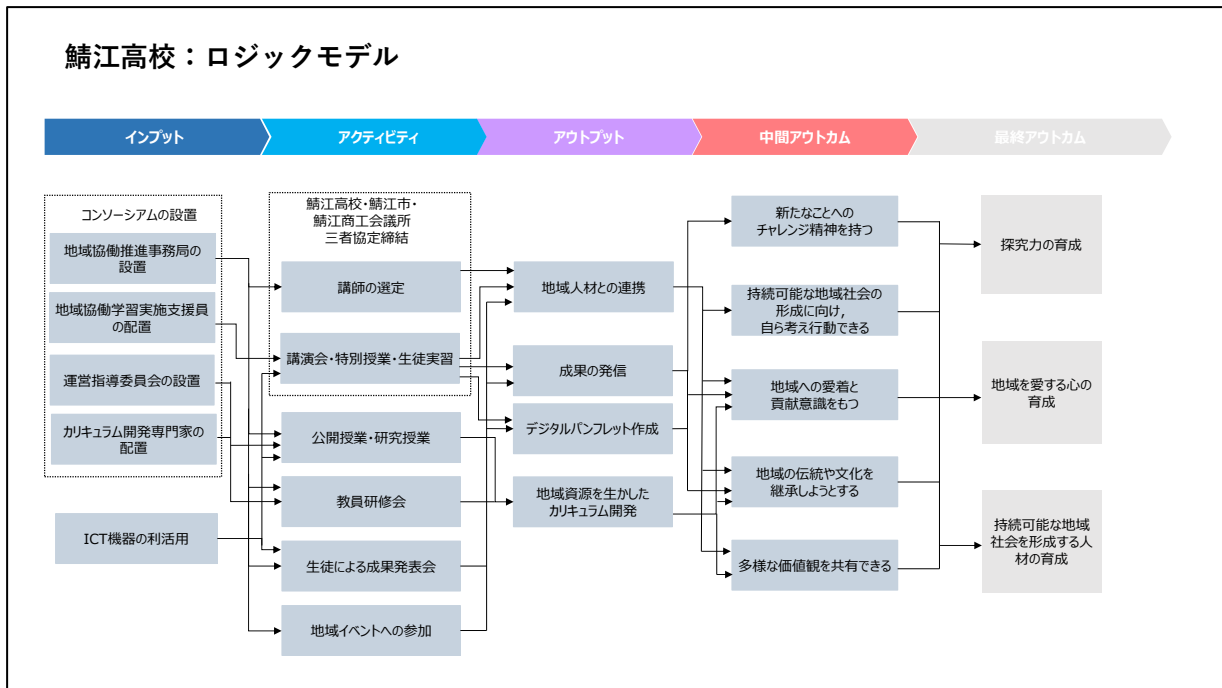 鯖江高校：ロジックモデル
インプット
アクティビティ
アウトプット
中間アウトカム
最終アウトカム
コンソーシアムの設置
地域協働推進事務局の
設置
地域協働学習実施支援員
の配置
運営指導委員会の設置
カリキュラム開発専門家の
配置
ICT機器の利活用
鯖江高校・鯖江市・
鯖江商工会議所
三者協定締結
講師の選定
講演会・特別授業・生徒実習
公開授業・研究授業
教員研修会
生徒による成果発表会
地域イベントへの参加
地域人材との連携
成果の発信
デジタルパンフレット作成
地域資源を生かした
カリキュラム開発
新たなことへの
チャレンジ精神を持つ
持続可能な地域社会の
形成に向け，
自ら考え行動できる
地域への愛着と
貢献意識をもつ
地域の伝統や文化を
継承しようとする
多様な価値観を共有できる
探究力の育成
地域を愛する心の
育成
持続可能な地域
社会を形成する人
材の育成